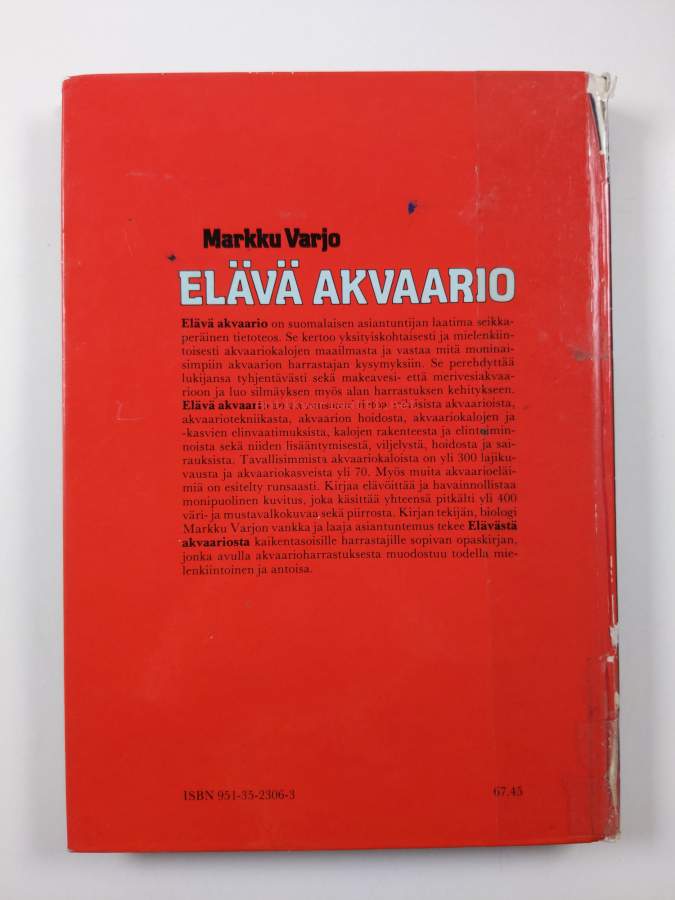 Markku Varjo
ELÄVÄ AKVAARIO
Elävä akvaario on suomalaisen asiantuntijan laatima seikka-
peräinen tietoteos. Se kertoo yksityiskohtaisesti ja mielenkiin-
toisesti akvaariokalojen maailmasta ja vastaa mitä moninai-
simpiin akvaarion harrastajan kysymyksiin. Se perehdyttää
lukijansa tyhjentävästi sekä makeavesi- että merivesiakvaa-
rioon ja luo silmäyksen myös alan harrastuksen kehitykseen.
Elävä akvaario akvaarioista,
akvaariotekniikasta, akvaarion hoidosta, akvaariokalojen ja
-kasvien elinvaatimuksista, kalojen rakenteesta ja elintoimin-
noista sekä niiden lisääntymisestä, viljelystä, hoidosta ja sai-
rauksista. Tavallisimmista akvaariokaloista on yli 300 lajiku-
vausta ja akvaariokasveista yli 70. Myös muita akvaarioeläi-
miä on esitelty runsaasti. Kirjaa elävöittää ja havainnollistaa
monipuolinen kuvitus, joka käsittää yhteensä pitkälti yli 400
väri- ja mustavalkokuvaa sekä piirrosta. Kirjan tekijän, biologi
Markku Varjon vankka ja laaja asiantuntemus tekee Elävästä
akvaariosta kaikentasoisille harrastajille sopivan opaskirjan,
jonka avulla akvaarioharrastuksesta muodostuu todella mie-
lenkiintoinen ja antoisa.
ISBN 951-35-2306-3
67.45